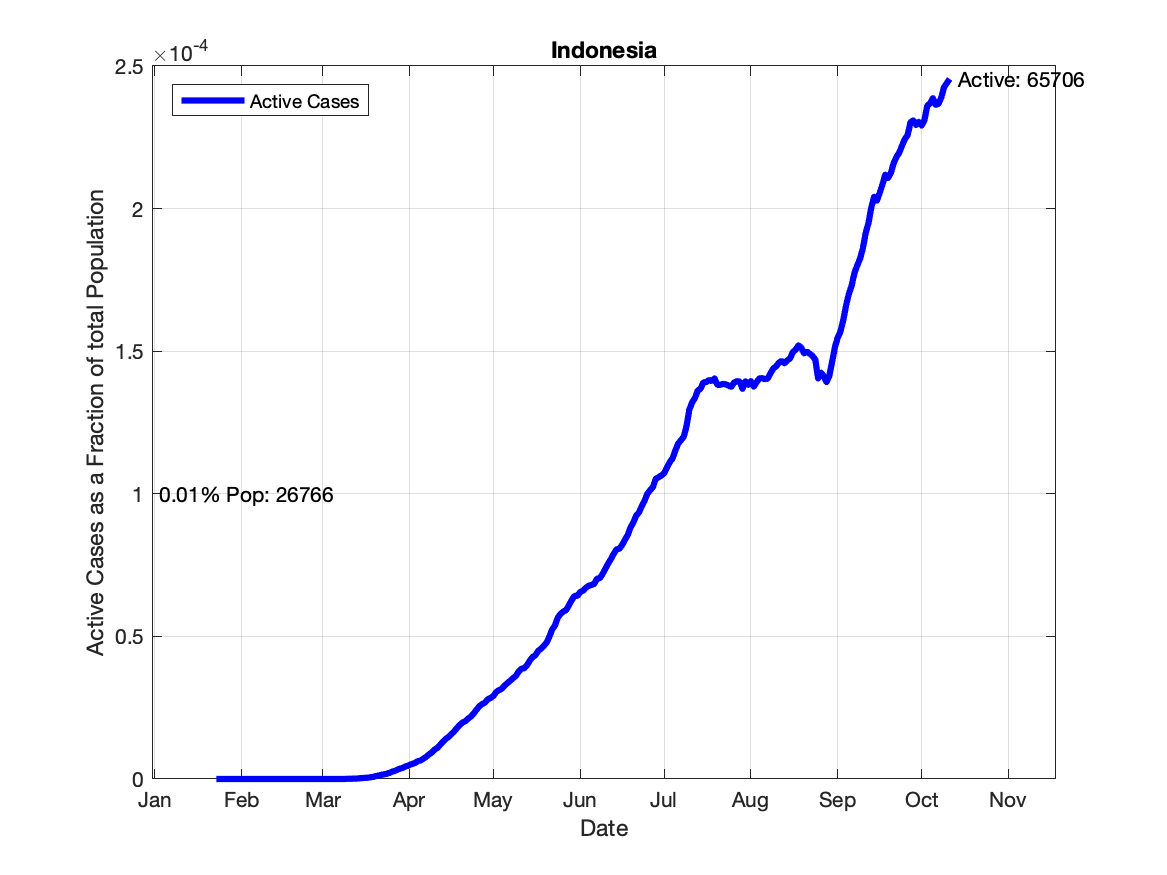 Indonesia
×10-4
2.5
Active: 65706
Active Cases
2
1.5
1
0.01% Pop: 26766
0.5
0
Active Cases as a Fraction of total Population
Jan Feb Mar Apr May Jun Jul Aug Sep Oct Nov
Date